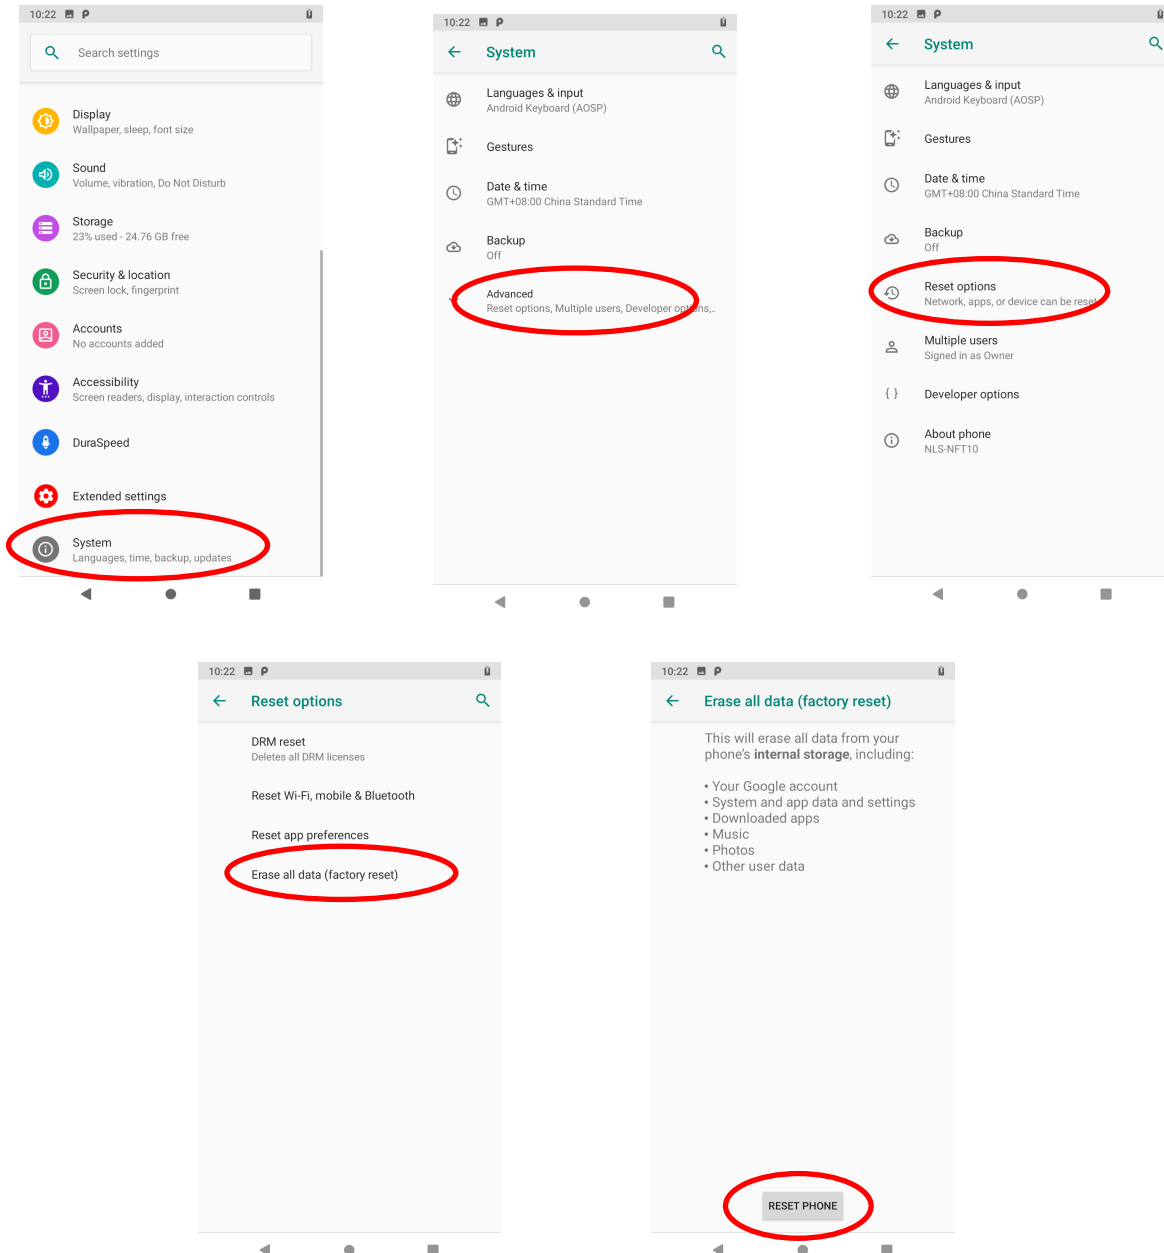 10:22
Search settings
Display
Wallpaper, sleep, font size
Sound
Volume, vibration, Do Not Disturb
Storage
23% used - 24.76 GB free
Security & location
Screen lock, fingerprint
Accounts
No accounts added
Accessibility
Screen readers, display, interaction controls
DuraSpeed
Extended settings
System
Languages, time, backup, updates
10:22
System
Languages & input
Android Keyboard (AOSP)
Gestures
Date & time
GMT+08:00 China Standard Time
Backup
Off
Advanced
Reset options, Multiple users, Developer options,..
10:22
System
Languages & input
Android Keyboard (AOSP)
Gestures
Date & time
GMT+08:00 China Standard Time
Backup
Off
Reset options
Network, apps, or device can be reset
Multiple users
Signed in as Owner
Developer options
About phone
NLS-NFT10
10:22
Reset options
DRM reset
Deletes all DRM licenses
Reset Wi-Fi, mobile & Bluetooth
Reset app preferences
Erase all data (factory reset)
10:22
Erase all data (factory reset)
This will erase all data from your
phone's internal storage, including:
• Your Google account
• System and app data and settings
• Downloaded apps
• Music
• Photos
• Other user data
RESET PHONE